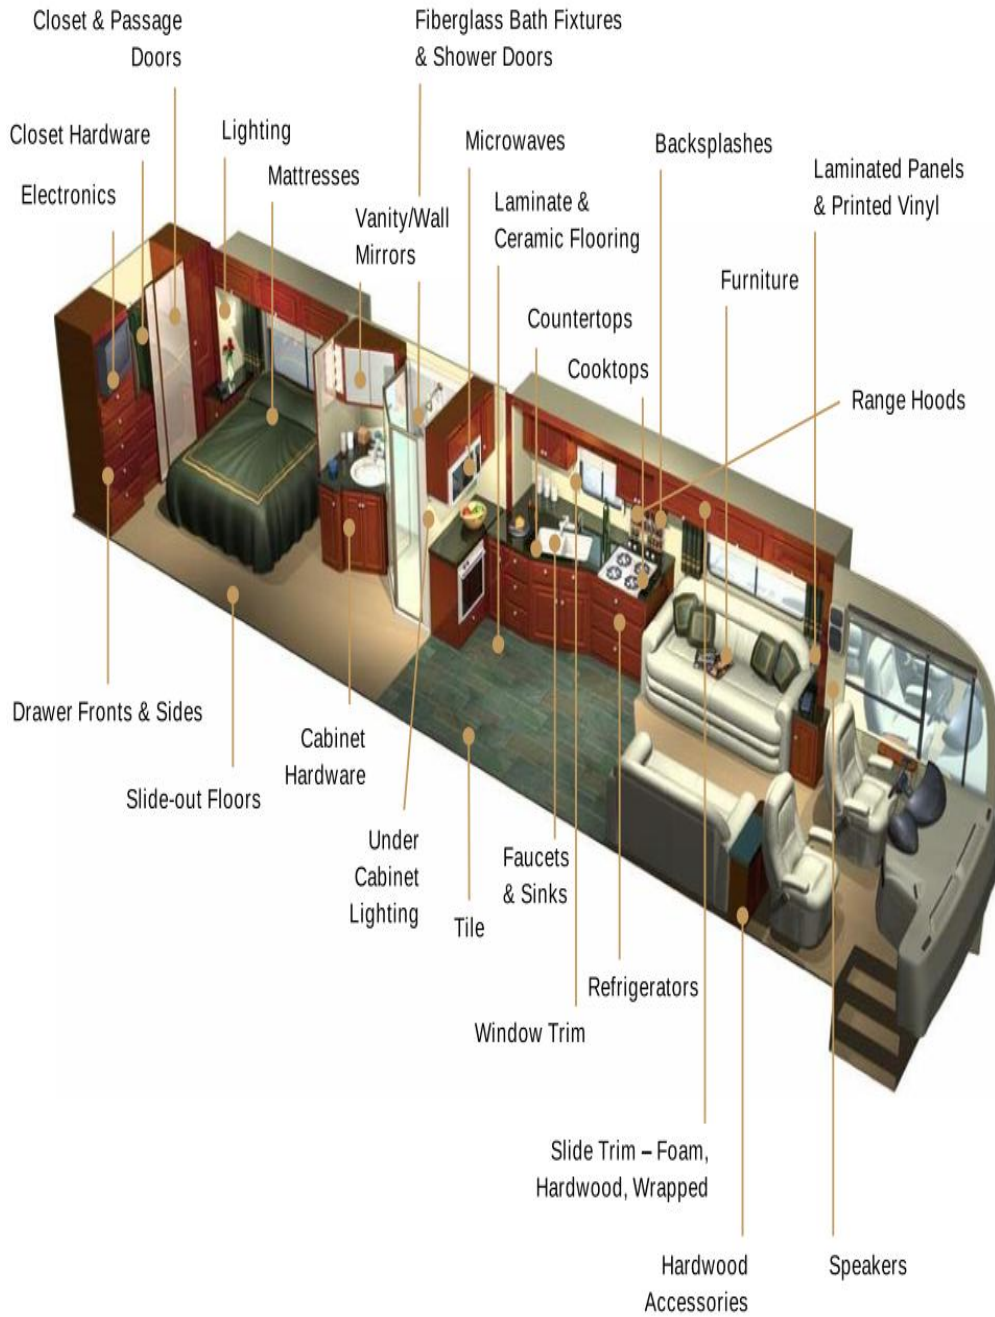 Closet & Passage
Doors
Fiberglass Bath Fixtures
& Shower Doors
Closet Hardware
Lighting
Microwaves
Backsplashes
Electronics
Mattresses
Laminated Panels
& Printed Vinyl
Vanity/Wall
Mirrors
Laminate &
Ceramic Flooring
Furniture
Countertops
Cooktops
Range Hoods
Drawer Fronts & Sides
Cabinet
Hardware
Slide-out Floors
Under
Cabinet
Lighting
Faucets
& Sinks
Tile
Refrigerators
Window Trim
Slide Trim – Foam,
Hardwood, Wrapped
Hardwood
Accessories
Speakers